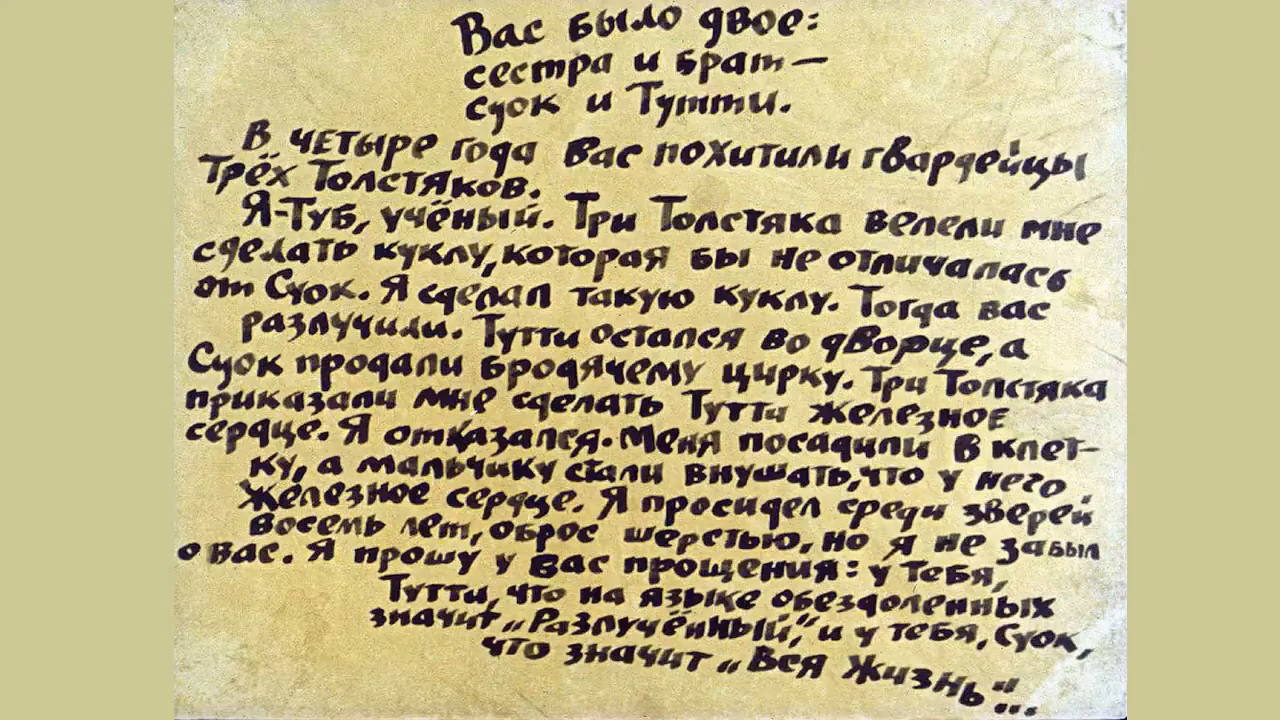 Вас было двое:
сестра и брат—
Суок и Тутти.
В четыре года Вас похитили гвардейцы
Трёх Толстяков.
Я-Туб, учёный. Три Толстяка велели мне
сделать куклу, которая бы не отличалась
от Суок. Я сделал такую куклу. Тогда вас
разлучили. Тутти остался во дворце, а
Суок продали бродячему цирку. Три Толстяка
приказали мне сделать Тутти железное
сердце. Я отказался. Меня посадили в клет-
ку, а мальчику стали внушать, что у него
железное сердце. Я просидел среди зверей
восемь лет, оброс шерстью, но я не забыл
о вас. Я прошу у Вас прощения: у тебя,
Тутти, что на языке обездоленных
значит „Разлучённый", и у тебя, Суок,
что значит „Вся Жизнь"...